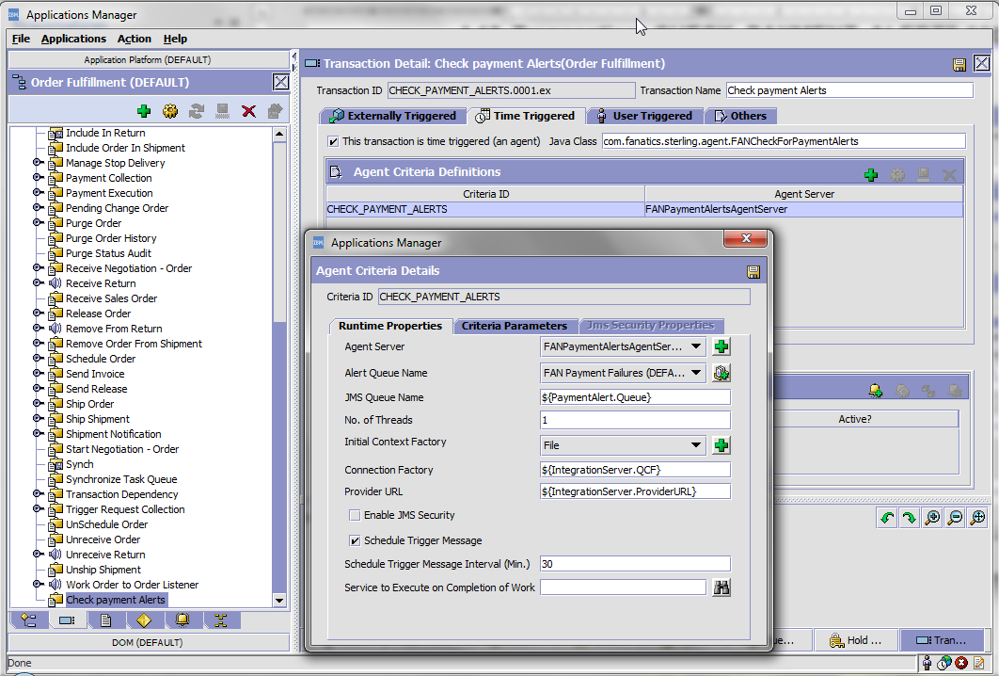 IBM Applications Manager
File Applications Action Help
Application Platform (DEFAULT)
Order Fulfillment (DEFAULT)
Include In Return
Include Order In Shipment
Manage Stop Delivery
Payment Collection
Payment Execution
Pending Change Order
Purge Order
Purge Order History
Purge Status Audit
Receive Negotiation - Order
Receive Return
Receive Sales Order
Release Order
Remove From Return
Remove Order From Shipment
Schedule Order
Send Invoice
Send Release
Ship Order
Ship Shipment
Shipment Notification
Start Negotiation - Order
Synch
Synchronize Task Queue
Transaction Dependency
Trigger Request Collection
UnSchedule Order
Unreceive Order
Unreceive Return
Unship Shipment
Work Order to Order Listener
Check payment Alerts
DOM (DEFAULT)
Done
Transaction Detail: Check payment Alerts(Order Fulfillment)
Transaction ID CHECK_PAYMENT_ALERTS.0001.ex Transaction Name Check payment Alerts
Externally Triggered Time Triggered User Triggered Others
This transaction is time triggered (an agent) Java Class com.fanatics.sterling.agent.FANCheckForPaymentAlerts
Agent Criteria Definitions
Criteria ID Agent Server
CHECK_PAYMENT_ALERTS FANPaymentAlertsAgentServer
IBM Applications Manager
Agent Criteria Details
Criteria ID CHECK_PAYMENT_ALERTS
Runtime Properties Criteria Parameters Jms Security Properties
Agent Server FANPaymentAlertsAgentSer...
Alert Queue Name FAN Payment Failures (DEFA...
JMS Queue Name ${PaymentAlert.Queue}
No. of Threads 1
Initial Context Factory File
Connection Factory ${IntegrationServer.QCF}
Provider URL ${IntegrationServer.ProviderURL}
Enable JMS Security
Schedule Trigger Message
Schedule Trigger Message Interval (Min.) 30
Service to Execute on Completion of Work
Active?
ue... Hold ... Tran...